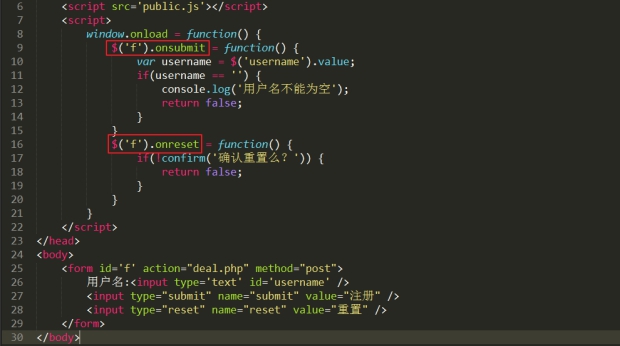 6 <script src='public.js'></script>
7 <script>
8 window.onload = function() {
9 $('f').onsubmit = function() {
10 var username = $('username').value;
11 if(username == '') {
12 console.log('用户名不能为空');
13 return false;
14 }
15 }
16 $('f').onreset = function() {
17 if(!confirm('确认重置么？')) {
18 return false;
19 }
20 }
21 }
22 </script>
23 </head>
24 <body>
25 <form id='f' action="deal.php" method="post">
26 用户名:<input type='text' id='username' />
27 <input type="submit" name="submit" value="注册" />
28 <input type="reset" name="reset" value="重置" />
29 </form>
30 </body>